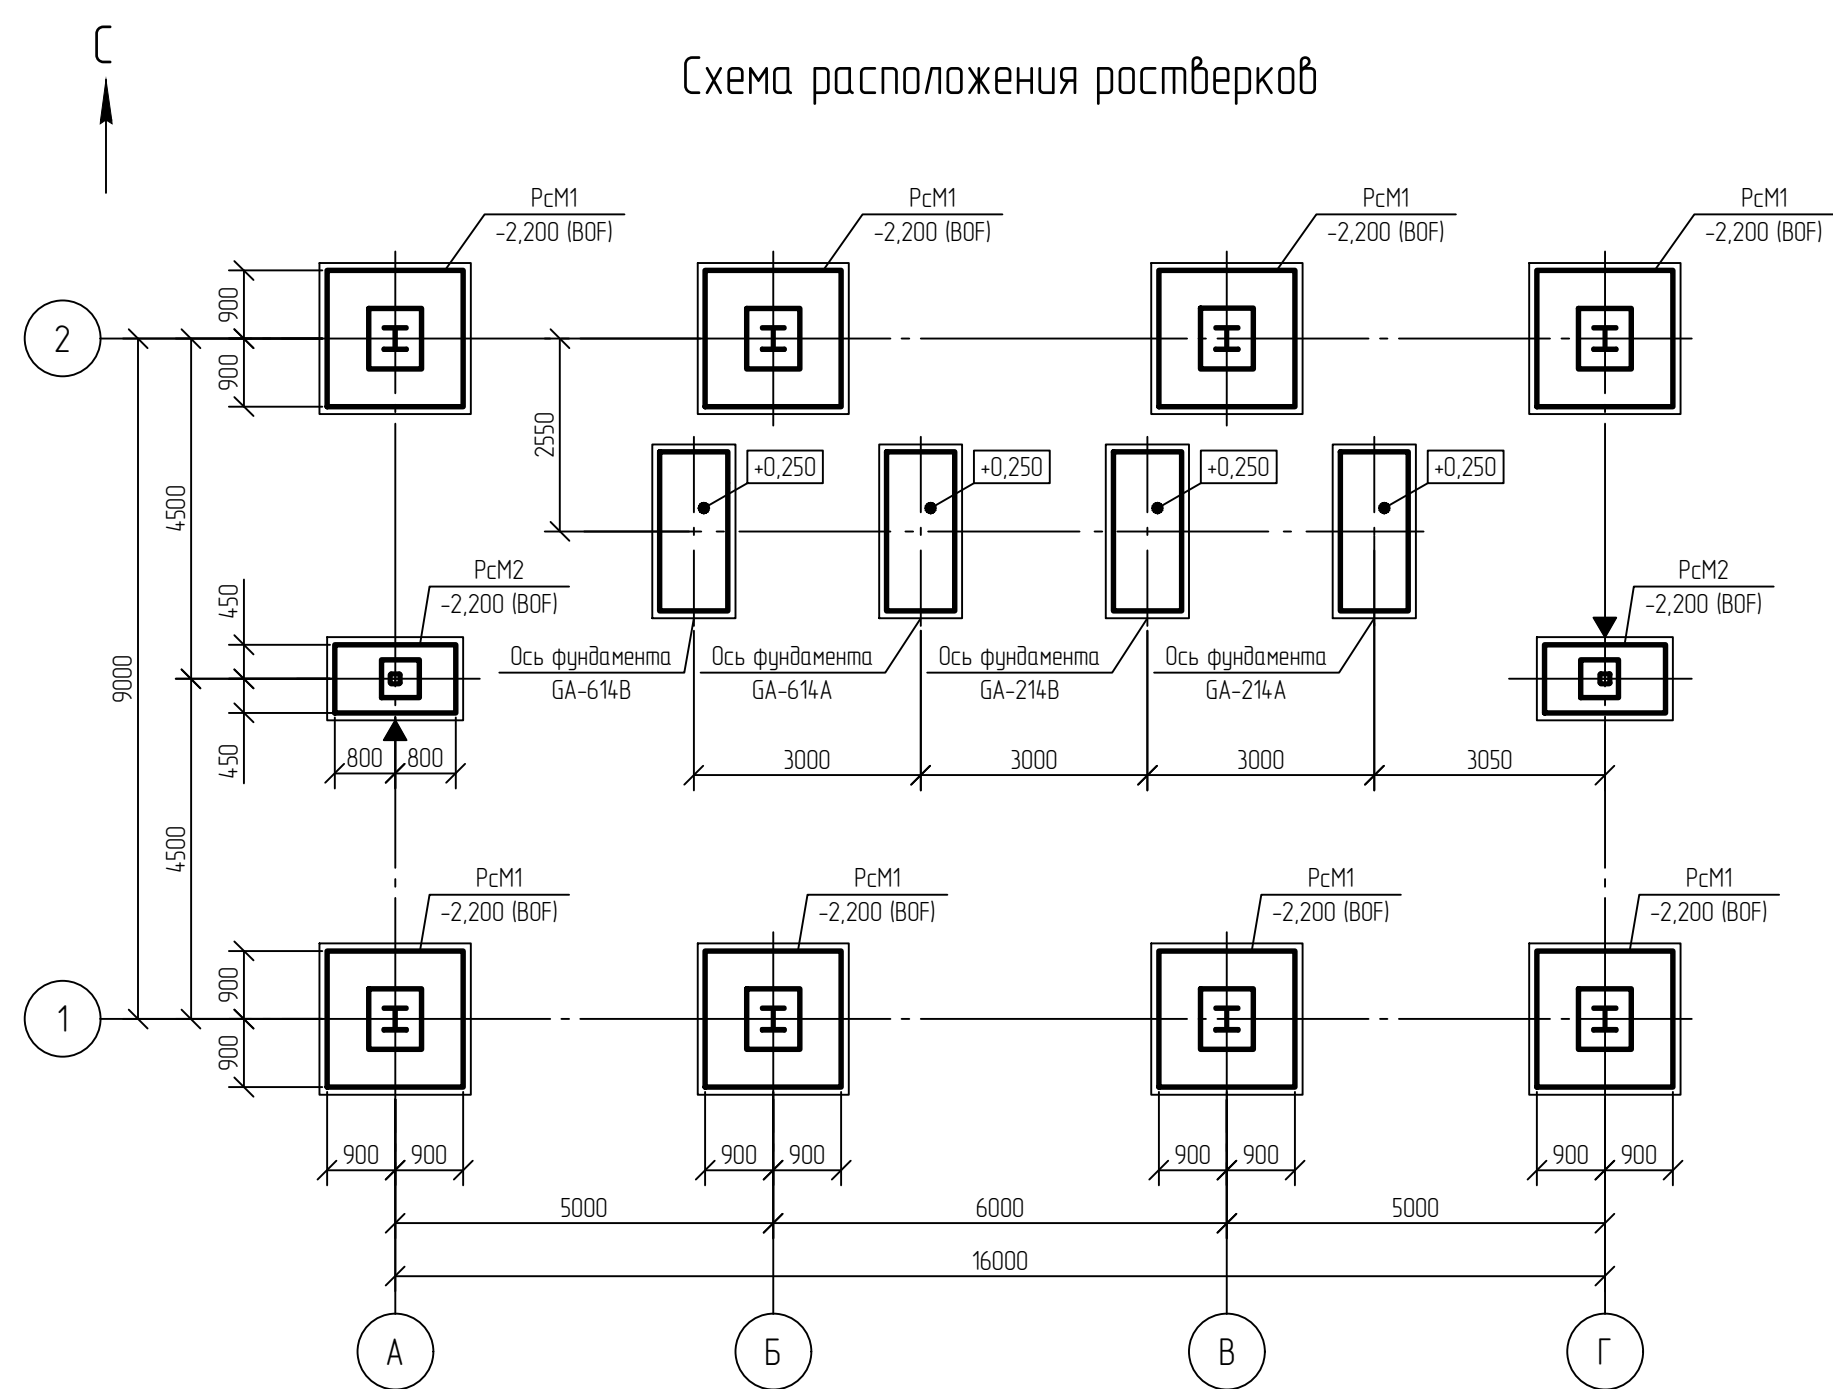 С
Схема расположения ростверков
РсМ1
-2,200 (BOF)
РсМ1
-2,200 (BOF)
РсМ1
-2,200 (BOF)
РсМ1
-2,200 (BOF)
2
900
900
2550
4500
+0,250
+0,250
+0,250
+0,250
РсМ2
-2,200 (BOF)
РсМ2
-2,200 (BOF)
450
9000
450
Ось фундамента
GA-614B
Ось фундамента
GA-614A
Ось фундамента
GA-214B
Ось фундамента
GA-214A
800
800
3000
3000
3000
3050
4500
РсМ1
-2,200 (BOF)
РсМ1
-2,200 (BOF)
РсМ1
-2,200 (BOF)
РсМ1
-2,200 (BOF)
1
900
900
900
900
900
900
900
900
900
900
5000
6000
5000
16000
А
Б
В
Г